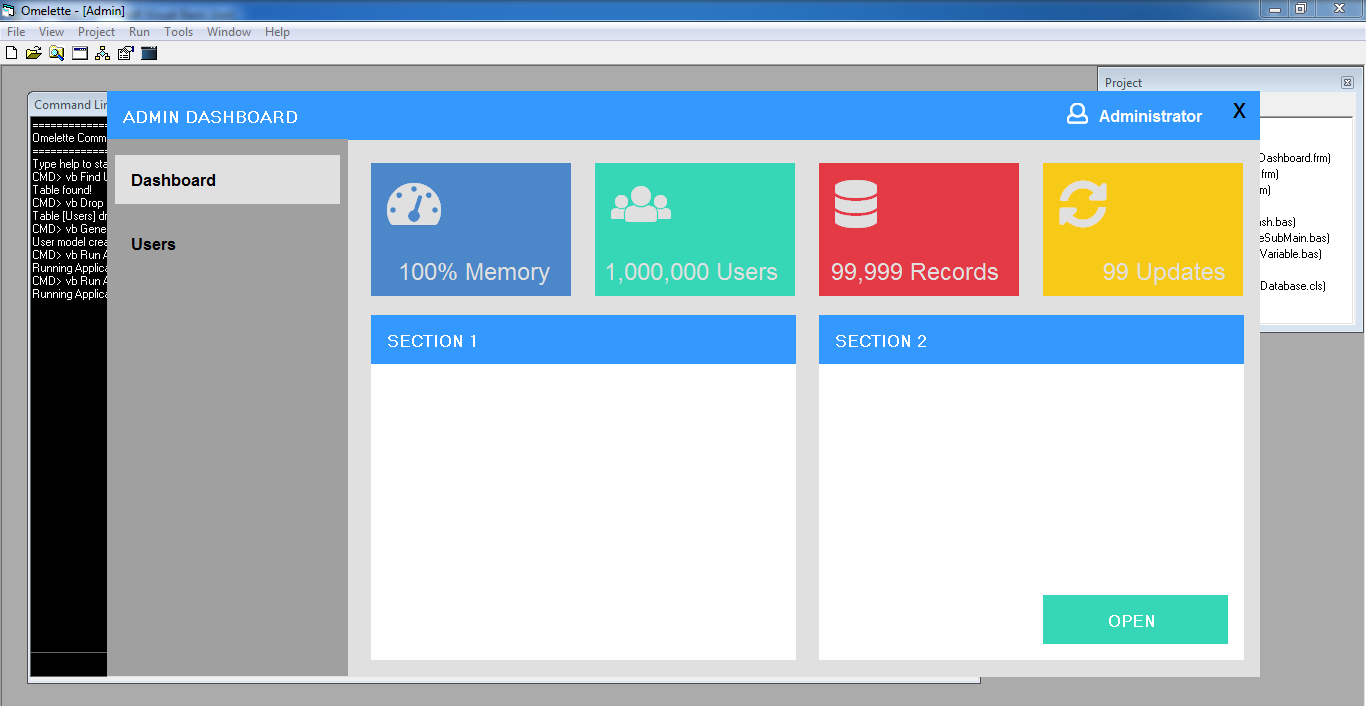 Omelette - [Admin]
File View Project Run Tools Window Help
Project
Command Lin
ADMIN DASHBOARD
Administrator
X
==============
Omelette Comm
==============
Type help to sta
CMD> vb Find U
Table found!
CMD> vb Drop
Table [Users] dr
CMD> vb Gene
User model crea
CMD> vb Run A
Running Applica
CMD> vb Run A
Running Applica
Dashboard
Users
100% Memory
1,000,000 Users
99,999 Records
99 Updates
SECTION 1
SECTION 2
OPEN
Dashboard.frm)
.frm)
m)
ash.bas)
eSubMain.bas)
Variable.bas)
Database.cls)